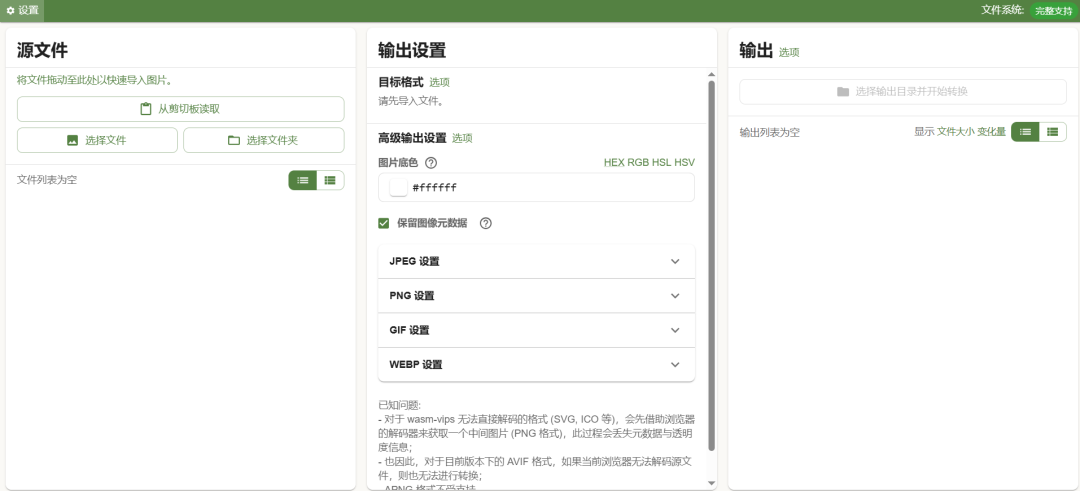 设置
文件系统: 完整支持
源文件
将文件拖动至此处以快速导入图片。
从剪切板读取
选择文件
选择文件夹
文件列表为空
输出设置
目标格式 选项
请先导入文件。
高级输出设置 选项
图片底色
HEX RGB HSL HSV
#ffffff
保留图像元数据
JPEG 设置
PNG 设置
GIF 设置
WEBP 设置
已知问题:
- 对于 wasm-vips 无法直接解码的格式 (SVG, ICO 等)，会先借助浏览器
的解码器来获取一个中间图片 (PNG 格式)，此过程会丢失元数据与透明
度信息；
- 也因此，对于目前版本下的 AVIF 格式，如果当前浏览器无法解码源文
件，则也无法进行转换；
- APNG 格式不受支持
输出 选项
选择输出目录并开始转换
输出列表为空
显示 文件大小 变化量